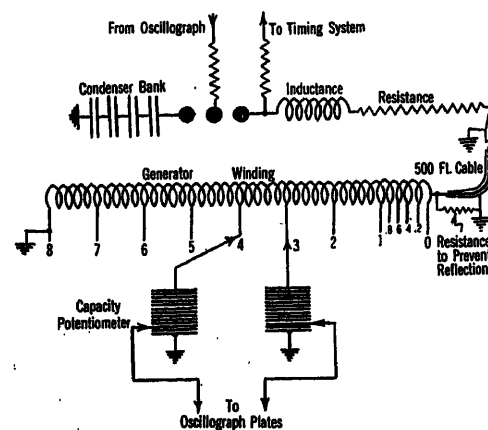 From Oscillograph
To Timing System
Condenser Bank
Inductance
Resistance
500 Ft. Cable
Generator Winding
8 7 6 5 4 3 2 1 .8 .6 .4 .2 0
Resistance
to Prevent
Reflection
Capacity
Potentiometer
To
Oscillograph Plates